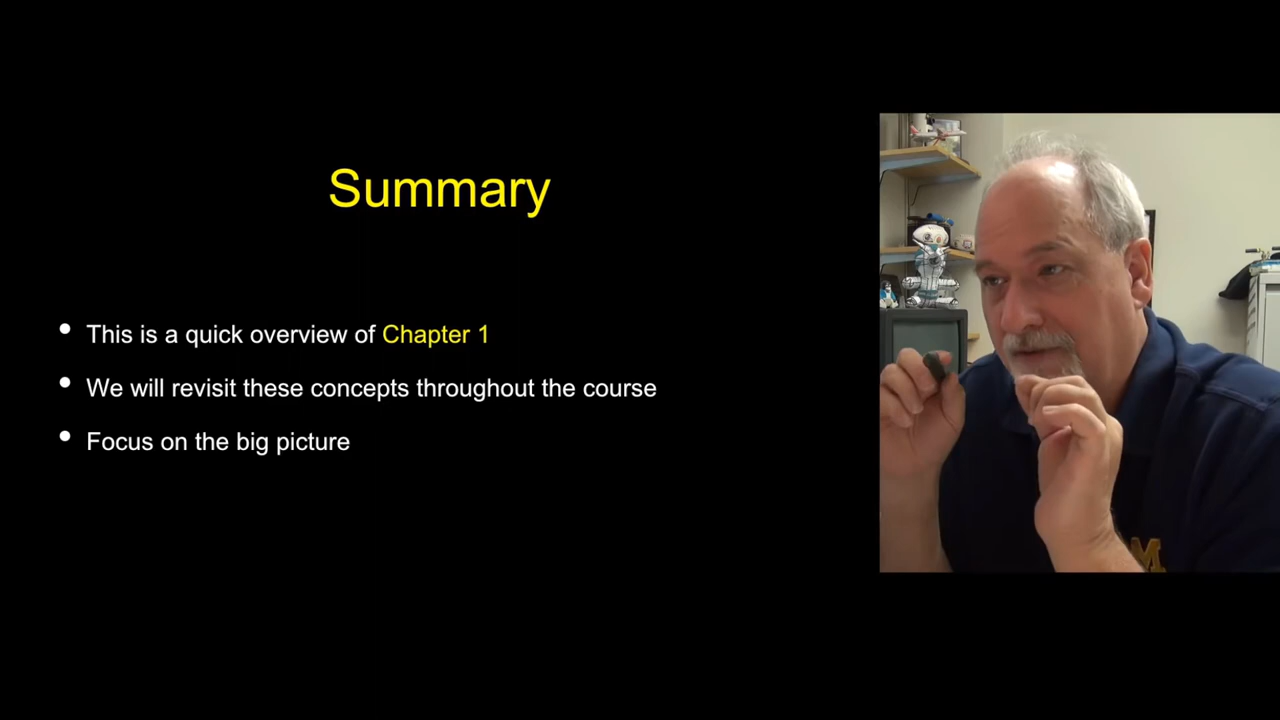 Summary
• This is a quick overview of Chapter 1
• We will revisit these concepts throughout the course
• Focus on the big picture
M